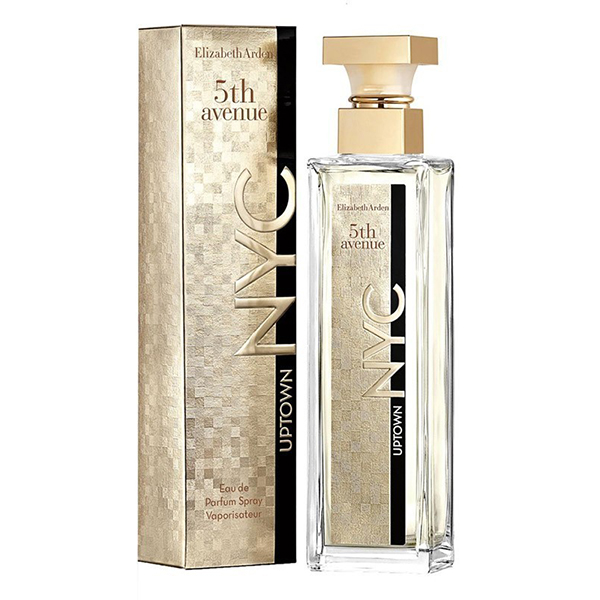 Elizabeth Arden
5th
avenue
NYC
UPTOWN
Eau de
Parfum Spray
Vaporisateur
Elizabeth Arden
5th
avenue
NYC
UPTOWN